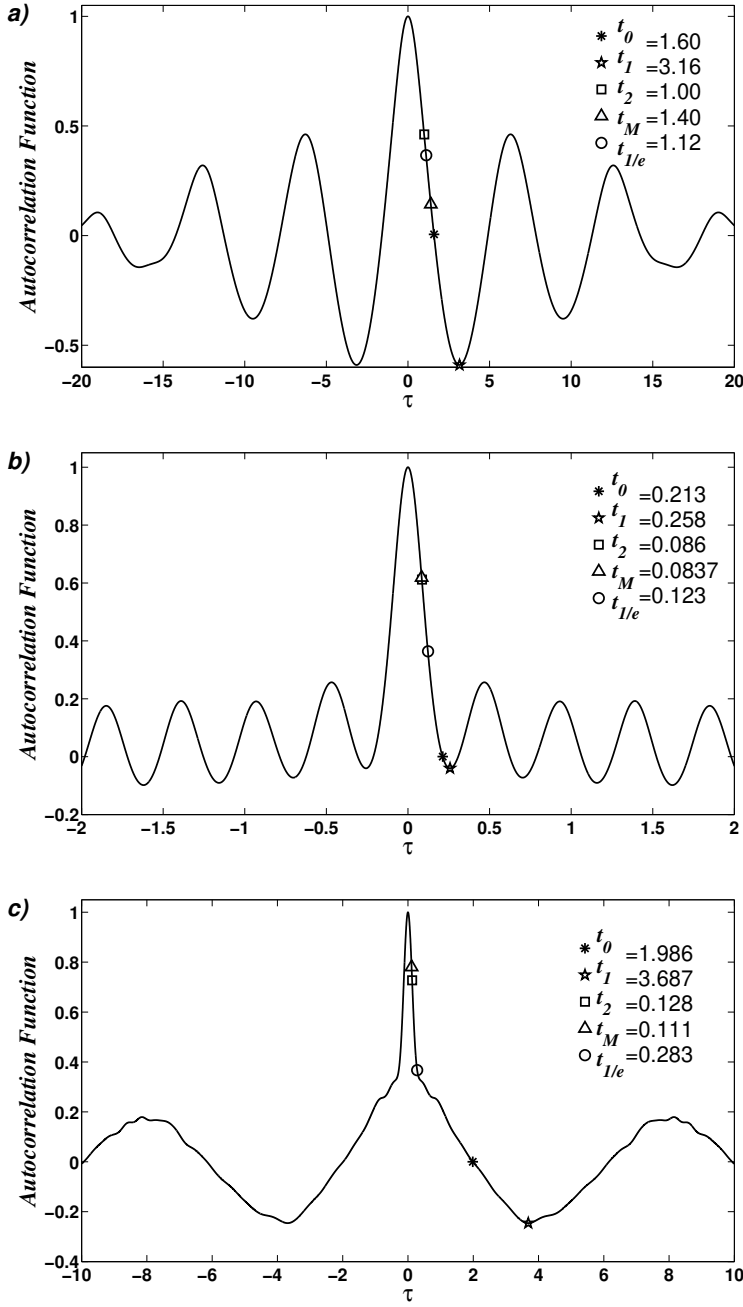 a)
1
0.5
0
−0.5
Autocorrelation Function
t0 =1.60
t1 =3.16
t2 =1.00
tM =1.40
t1/e =1.12
−20 −15 −10 −5 0 5 10 15 20
τ
b)
1
0.8
0.6
0.4
0.2
0
−0.2
Autocorrelation Function
t0 =0.213
t1 =0.258
t2 =0.086
tM =0.0837
t1/e =0.123
−2 −1.5 −1 −0.5 0 0.5 1 1.5 2
τ
c)
1
0.8
0.6
0.4
0.2
0
−0.2
−0.4
Autocorrelation Function
t0 =1.986
t1 =3.687
t2 =0.128
tM =0.111
t1/e =0.283
−10 −8 −6 −4 −2 0 2 4 6 8 10
τ